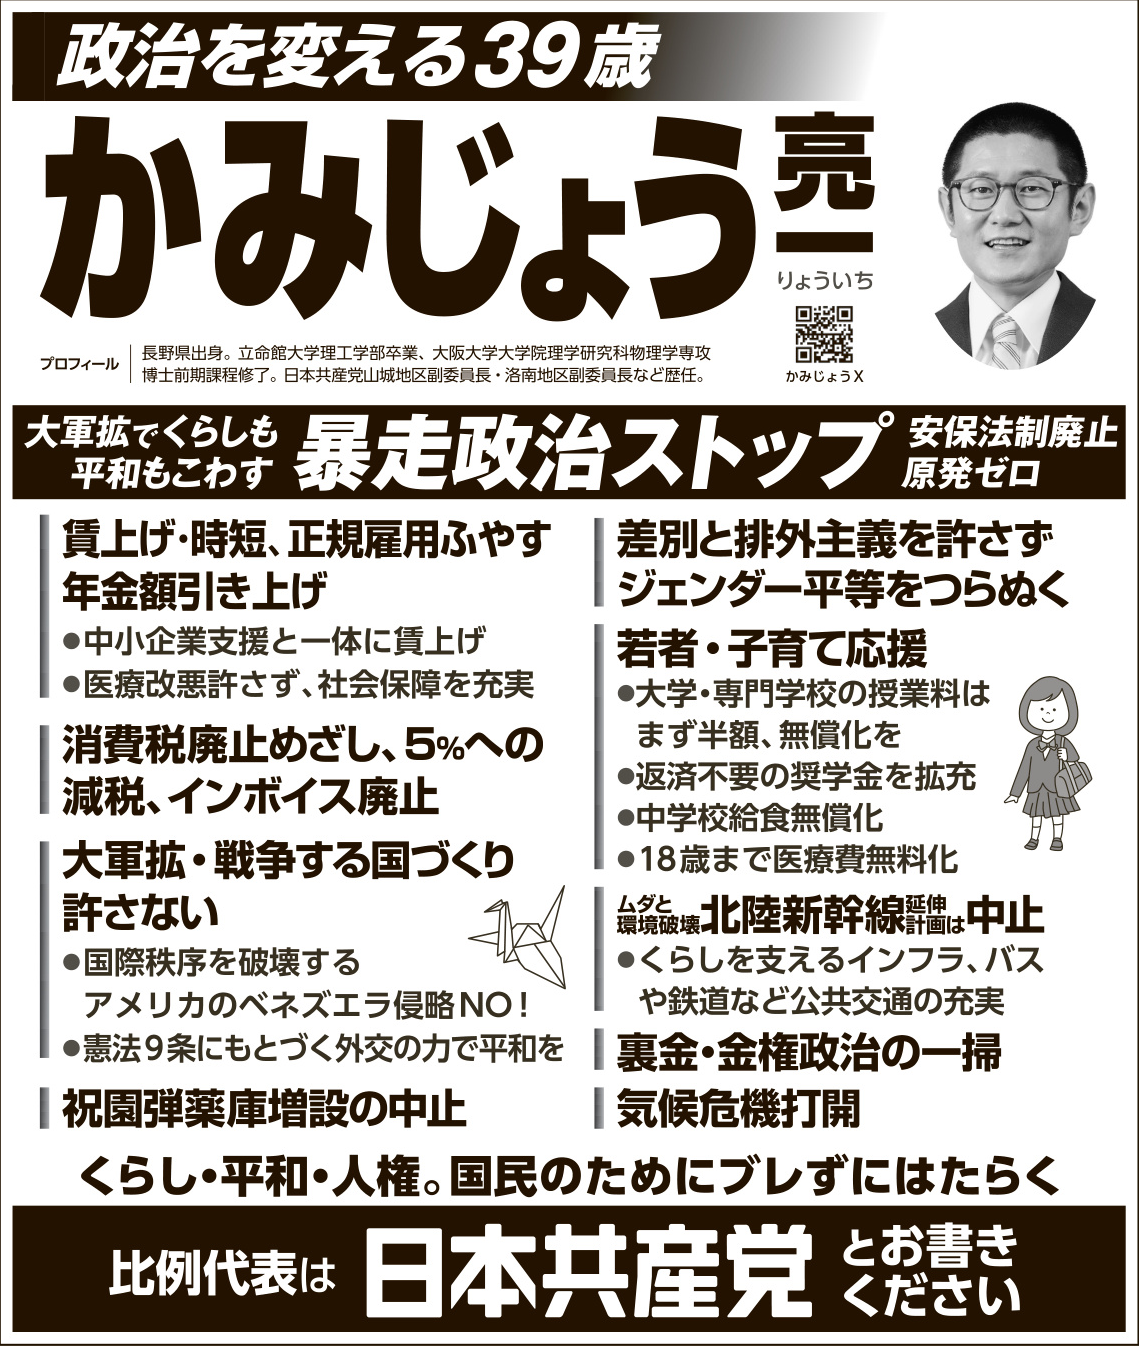 政治を変える39歳
かみじょう亮一
りょういち
かみじょうX
プロフィール
長野県出身。立命館大学理工学部卒業、大阪大学大学院理学研究科物理学専攻
博士前期課程修了。日本共産党山城地区副委員長・洛南地区副委員長など歴任。
大軍拡でくらしも
平和もこわす
暴走政治ストップ
安保法制廃止
原発ゼロ
賃上げ・時短、正規雇用ふやす
年金額引き上げ
●中小企業支援と一体に賃上げ
●医療改悪許さず、社会保障を充実
消費税廃止めざし、5%への
減税、インボイス廃止
大軍拡・戦争する国づくり
許さない
●国際秩序を破壊する
アメリカのベネズエラ侵略NO!
●憲法9条にもとづく外交の力で平和を
祝園弾薬庫増設の中止
差別と排外主義を許さず
ジェンダー平等をつらぬく
若者・子育て応援
●大学・専門学校の授業料は
まず半額、無償化を
●返済不要の奨学金を拡充
●中学校給食無償化
●18歳まで医療費無料化
ムダと環境破壊北陸新幹線延伸計画は中止
●くらしを支えるインフラ、バス
や鉄道など公共交通の充実
裏金・金権政治の一掃
気候危機打開
くらし・平和・人権。国民のためにブレずにはたらく
比例代表は日本共産党とお書きください